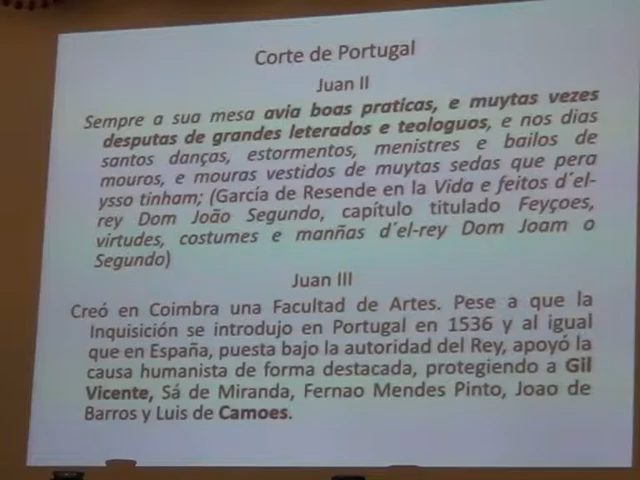 Corte de Portugal
Juan II
Sempre a sua mesa avia boas praticas, e muytas vezes
desputas de grandes leterados e teologuos, e nos dias
santos danças, estormentos, menistres e bailos de
mouros, e mouras vestidos de muytas sedas que pera
ysso tinham; (García de Resende en la Vida e feitos d´el-
rey Dom João Segundo, capítulo titulado Feyçoes,
virtudes, costumes e manñas d´el-rey Dom Joam o
Segundo)
Juan III
Creó en Coimbra una Facultad de Artes. Pese a que la
Inquisición se introdujo en Portugal en 1536 y al igual
que en España, puesta bajo la autoridad del Rey, apoyó la
causa humanista de forma destacada, protegiendo a Gil
Vicente, Sá de Miranda, Fernao Mendes Pinto, Joao de
Barros y Luis de Camoes.